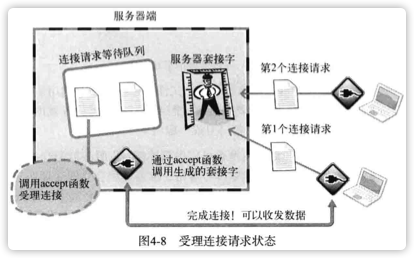 服务器端
连接请求等待队列
服务器套接字
第2个连接请求
第1个连接请求
通过accept函数
调用生成的套接字
调用accept函数
受理连接
完成连接！可以收发数据
图4-8 受理连接请求状态